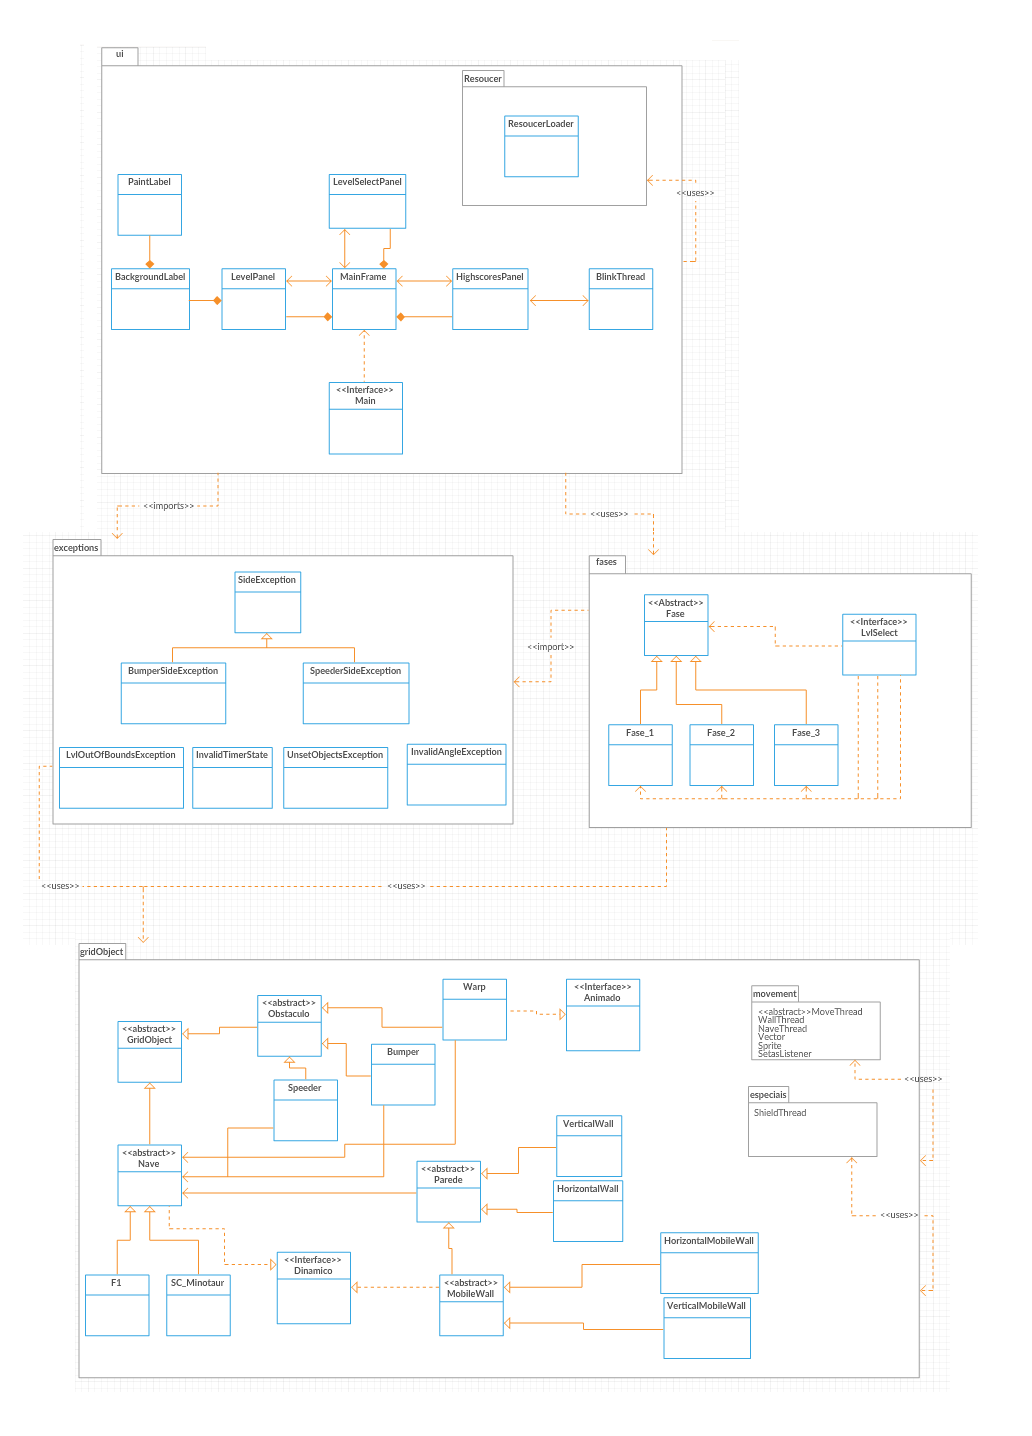 ui
Resoucer
ResoucerLoader
PaintLabel
LevelSelectPanel
<<uses>>
BackgroundLabel
LevelPanel
MainFrame
HighscoresPanel
BlinkThread
<<Interface>>
Main
<<imports>>
<<uses>>
exceptions
fases
SideException
<<Abstract>>
Fase
<<Interface>>
LvlSelect
<<import>>
BumperSideException
SpeederSideException
Fase_1
Fase_2
Fase_3
LvlOutOfBoundsException
InvalidTimerState
UnsetObjectsException
InvalidAngleException
<<uses>>
<<uses>>
gridObject
Warp
<<Interface>>
Animado
movement
<<abstract>>MoveThread
WallThread
NaveThread
Vector
Sprite
SetasListener
<<abstract>>
Obstaculo
<<abstract>>
GridObject
Bumper
Speeder
<<uses>>
especiais
ShieldThread
VerticalWall
<<abstract>>
Nave
<<abstract>>
Parede
HorizontalWall
<<uses>>
HorizontalMobileWall
<<Interface>>
Dinamico
F1
SC_Minotaur
<<abstract>>
MobileWall
VerticalMobileWall